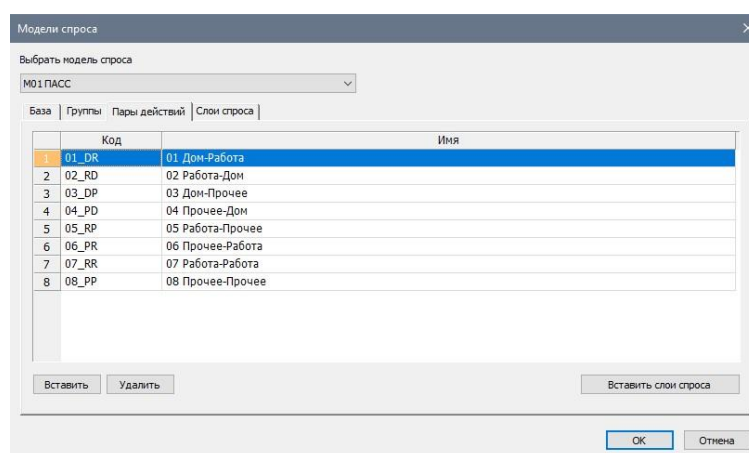 Модели спроса
Выбрать модель спроса
М01 ПАСС
База Группы Пары действий Слои спроса
Код Имя
1 01_DR 01 Дом-Работа
2 02_RD 02 Работа-Дом
3 03_DP 03 Дом-Прочее
4 04_PD 04 Прочее-Дом
5 05_RP 05 Работа-Прочее
6 06_PR 06 Прочее-Работа
7 07_RR 07 Работа-Работа
8 08_PP 08 Прочее-Прочее
Вставить Удалить Вставить слои спроса
OK Отмена